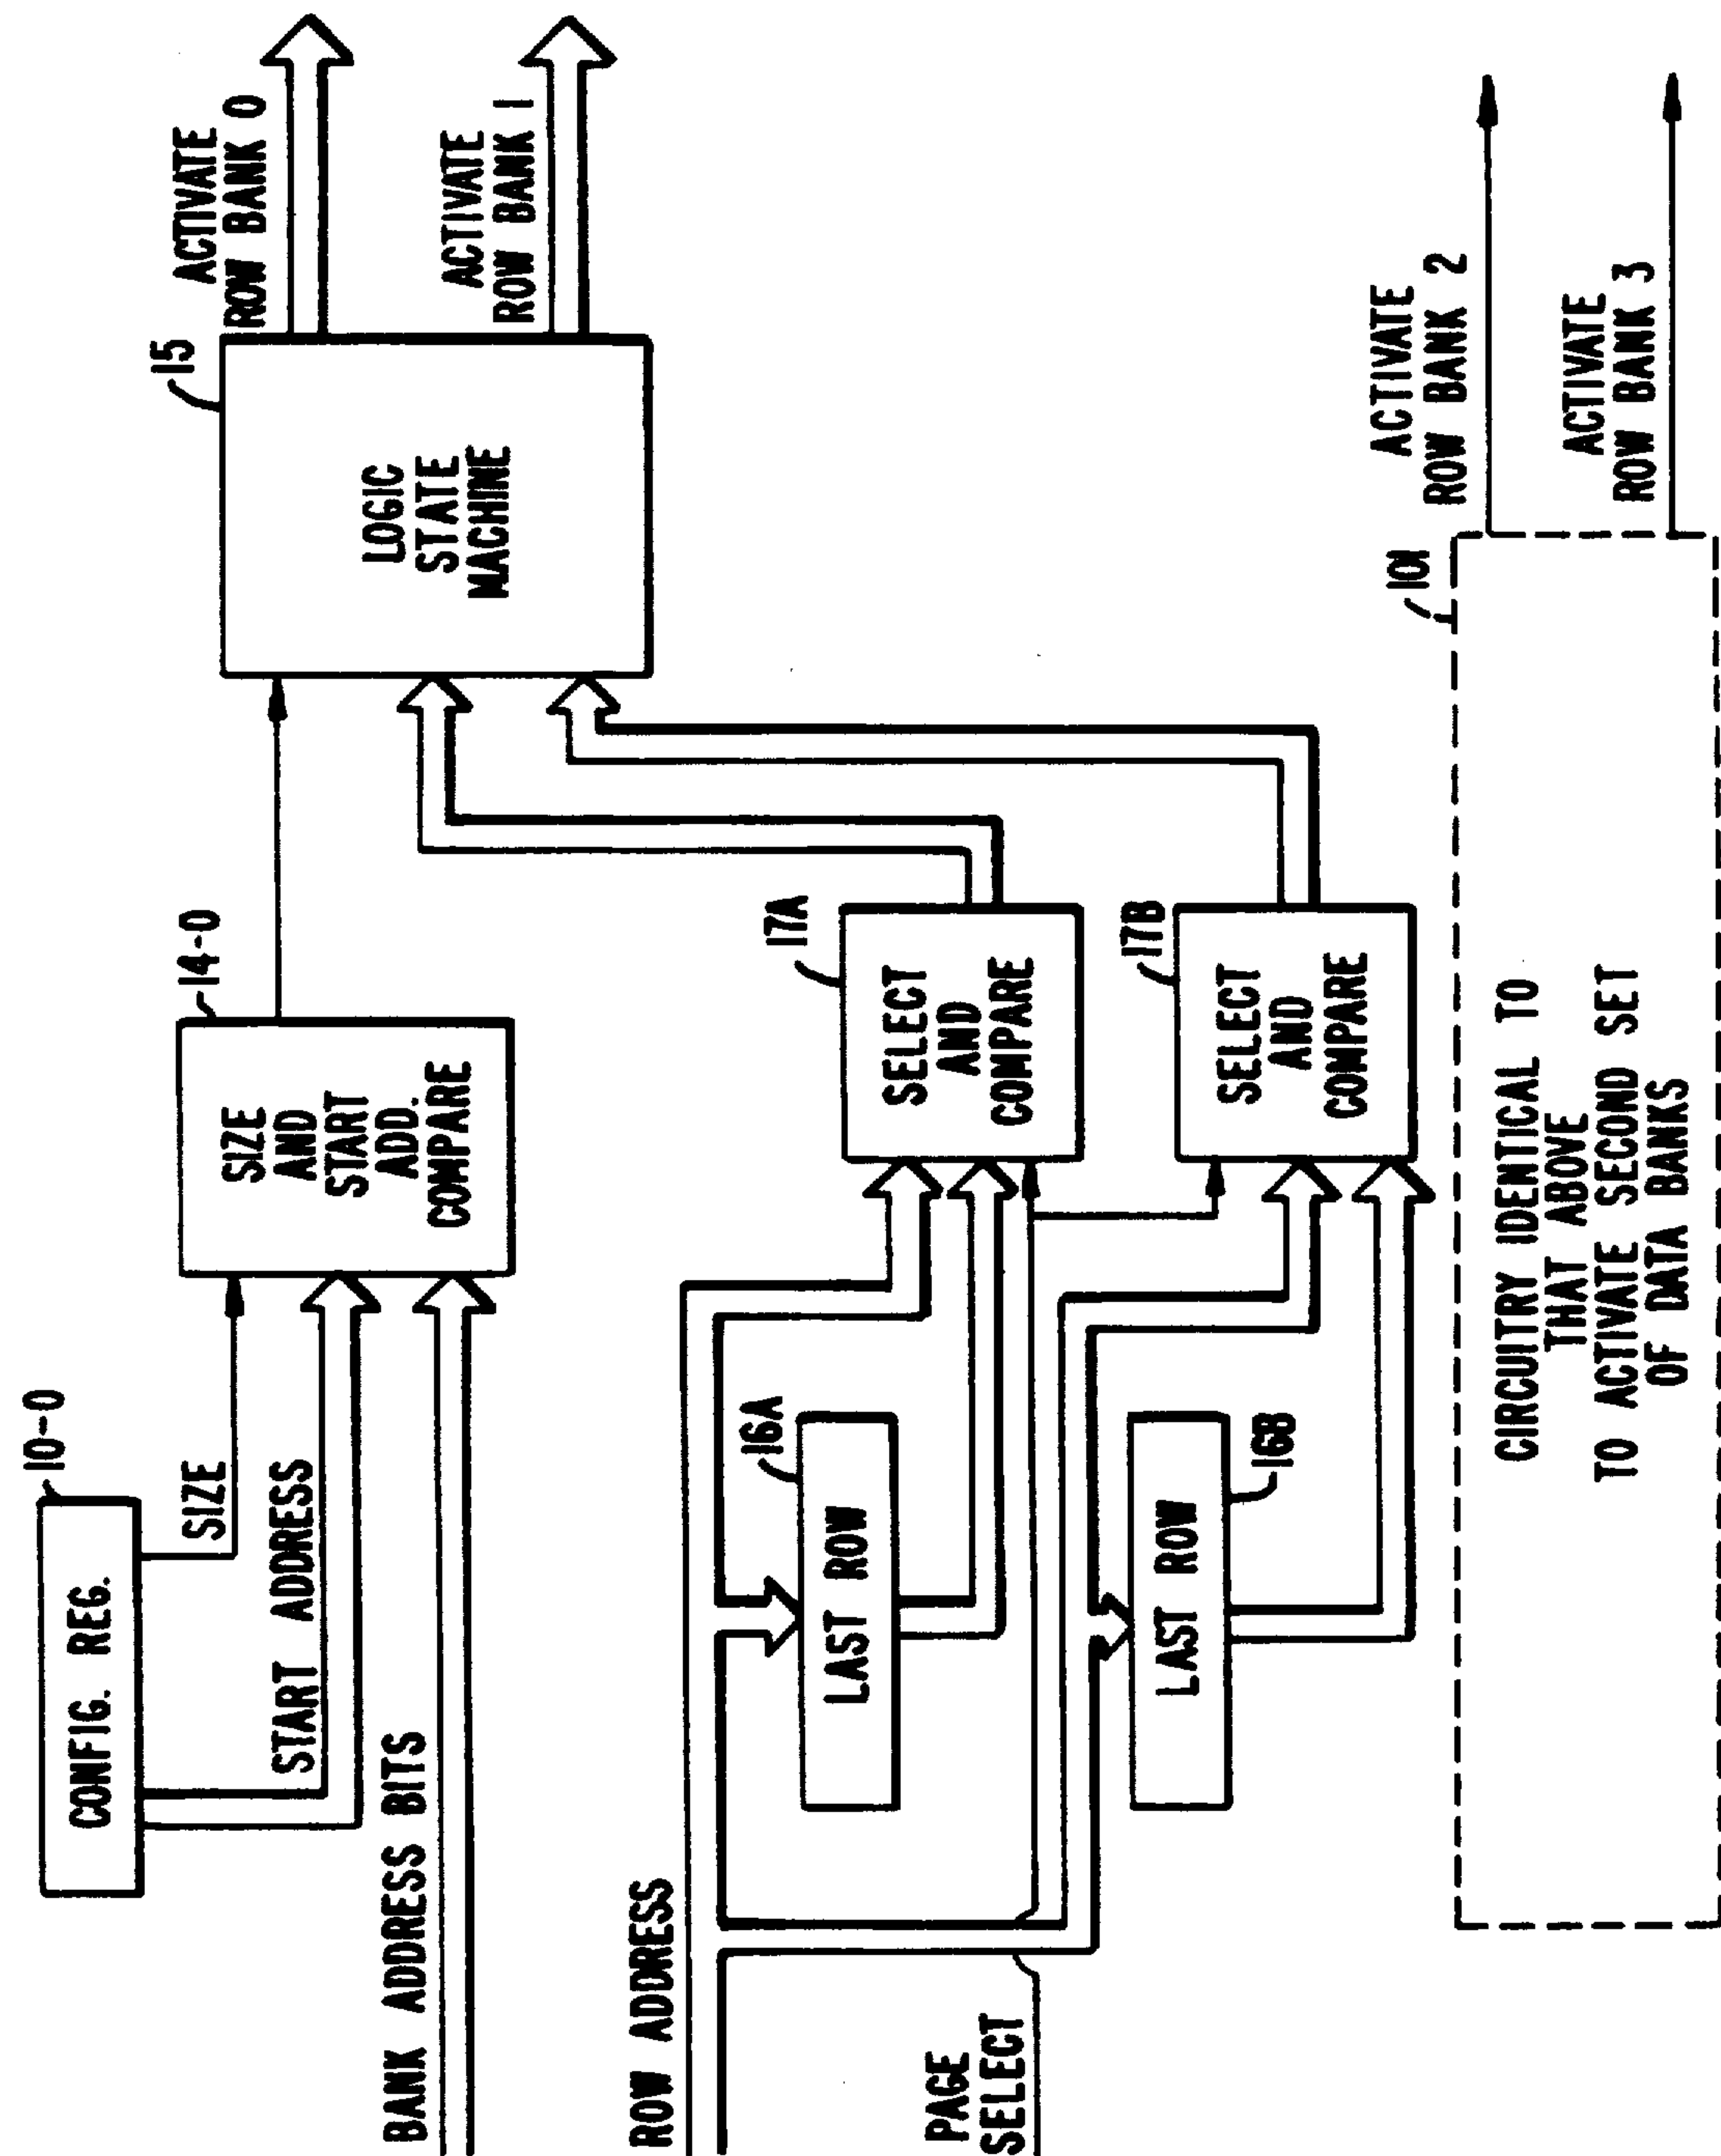 10-0
CONFIG. REG.
SIZE
START ADDRESS
BANK ADDRESS BITS
14-0
SIZE
AND
START
ADD.
COMPARE
15
LOGIC
STATE
MACHINE
ACTIVATE
ROW BANK 0
ACTIVATE
ROW BANK 1
ROW ADDRESS
16A
LAST ROW
17A
SELECT
AND
COMPARE
PAGE
SELECT
16B
LAST ROW
17B
SELECT
AND
COMPARE
101
CIRCUITRY IDENTICAL TO
THAT ABOVE
TO ACTIVATE SECOND SET
OF DATA BANKS
ACTIVATE
ROW BANK 2
ACTIVATE
ROW BANK 3